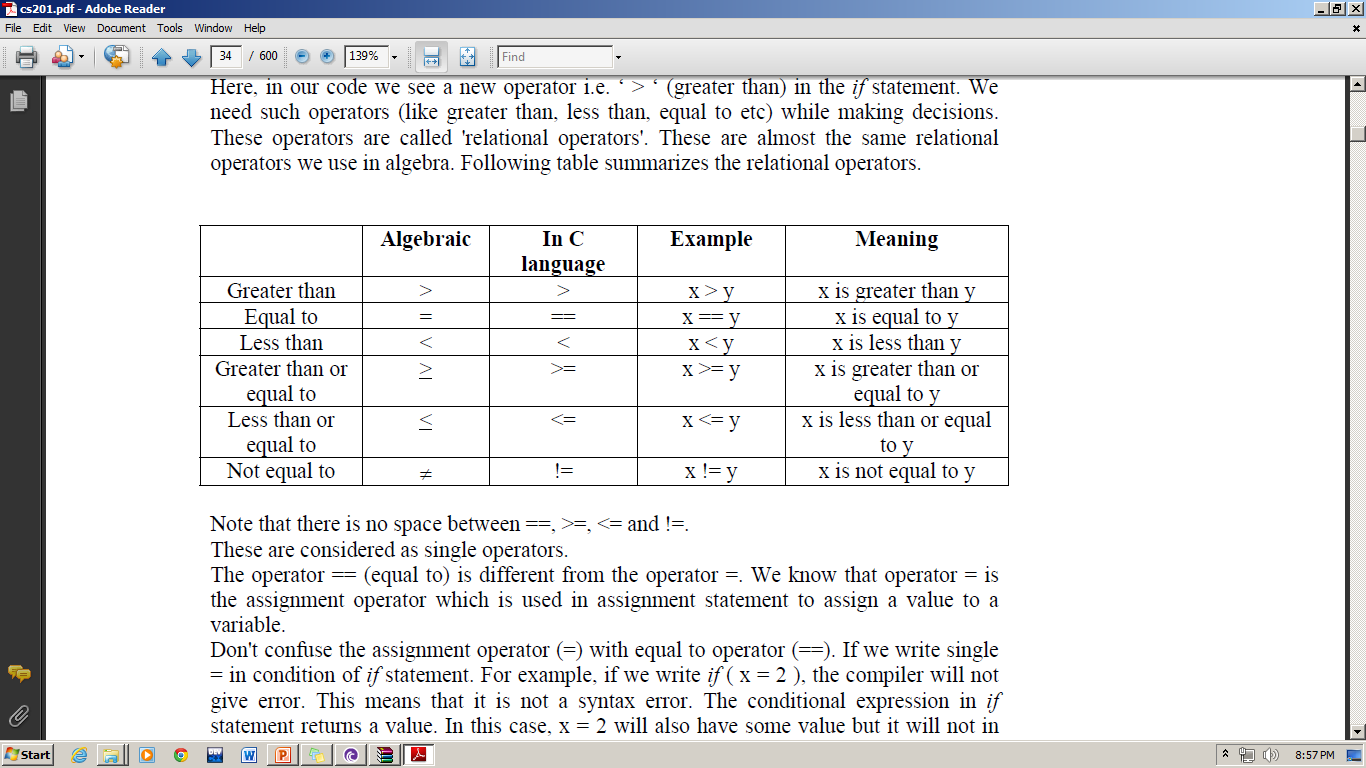 cs201.pdf - Adobe Reader
File Edit View Document Tools Window Help
34 / 600 139% Find
Here, in our code we see a new operator i.e. ‘ > ‘ (greater than) in the if statement. We
need such operators (like greater than, less than, equal to etc) while making decisions.
These operators are called 'relational operators'. These are almost the same relational
operators we use in algebra. Following table summarizes the relational operators.
Algebraic In C Example Meaning
language
Greater than > > x > y x is greater than y
Equal to = == x == y x is equal to y
Less than < < x < y x is less than y
Greater than or ≥ >= x >= y x is greater than or
equal to equal to y
Less than or ≤ <= x <= y x is less than or equal
equal to to y
Not equal to ≠ != x != y x is not equal to y
Note that there is no space between ==, >=, <= and !=.
These are considered as single operators.
The operator == (equal to) is different from the operator =. We know that operator = is
the assignment operator which is used in assignment statement to assign a value to a
variable.
Don't confuse the assignment operator (=) with equal to operator (==). If we write single
= in condition of if statement. For example, if we write if ( x = 2 ), the compiler will not
give error. This means that it is not a syntax error. The conditional expression in if
statement returns a value. In this case, x = 2 will also have some value but it will not in
Start 8:57 PM